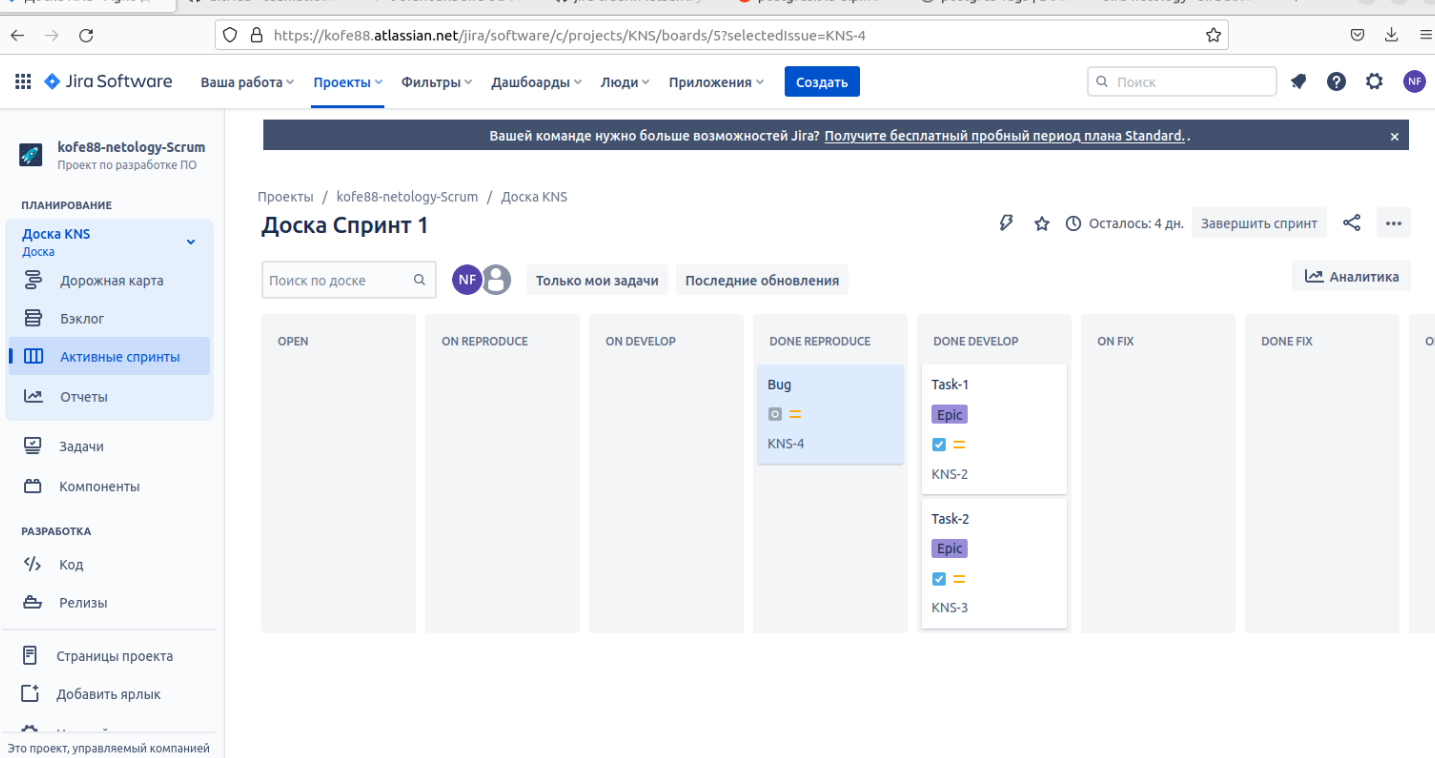 https://kofe88.atlassian.net/jira/software/c/projects/KNS/boards/5?selectedIssue=KNS-4
Jira Software
Ваша работа
Проекты
Фильтры
Дашбоарды
Люди
Приложения
Создать
Поиск
NF
kofe88-netology-Scrum
Проект по разработке ПО
ПЛАНИРОВАНИЕ
Доска KNS
Доска
Дорожная карта
Бэклог
Активные спринты
Отчеты
Задачи
Компоненты
РАЗРАБОТКА
Код
Релизы
Страницы проекта
Добавить ярлык
Это проект, управляемый компанией
Вашей команде нужно больше возможностей Jira? Получите бесплатный пробный период плана Standard. .
Проекты / kofe88-netology-Scrum / Доска KNS
Доска Спринт 1
Осталось: 4 дн.
Завершить спринт
Поиск по доске
NF
Только мои задачи
Последние обновления
Аналитика
OPEN
ON REPRODUCE
ON DEVELOP
DONE REPRODUCE
Bug
KNS-4
DONE DEVELOP
Task-1
Epic
KNS-2
Task-2
Epic
KNS-3
ON FIX
DONE FIX